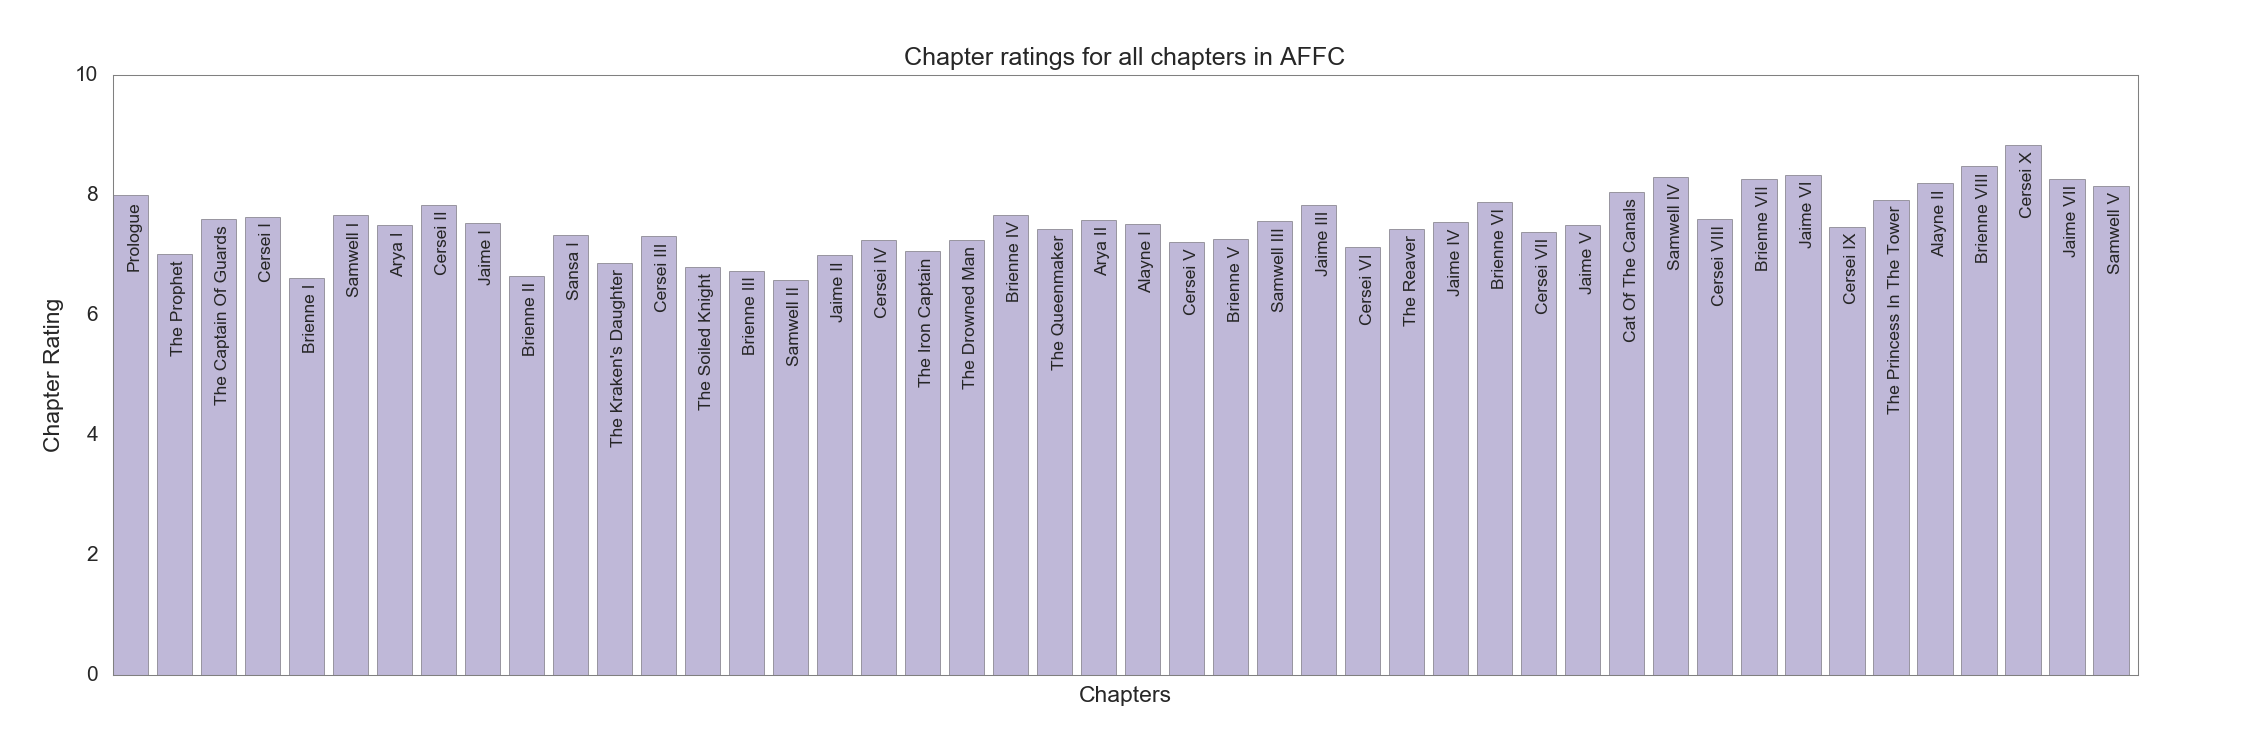 Chapter ratings for all chapters in AFFC
10
8
6
4
2
0
Chapter Rating
Prologue
The Prophet
The Captain Of Guards
Cersei I
Brienne I
Samwell I
Arya I
Cersei II
Jaime I
Brienne II
Sansa I
The Kraken's Daughter
Cersei III
The Soiled Knight
Brienne III
Samwell II
Jaime II
Cersei IV
The Iron Captain
The Drowned Man
Brienne IV
The Queenmaker
Arya II
Alayne I
Cersei V
Brienne V
Samwell III
Jaime III
Cersei VI
The Reaver
Jaime IV
Brienne VI
Cersei VII
Jaime V
Cat Of The Canals
Samwell IV
Cersei VIII
Brienne VII
Jaime VI
Cersei IX
The Princess In The Tower
Alayne II
Brienne VIII
Cersei X
Jaime VII
Samwell V
Chapters